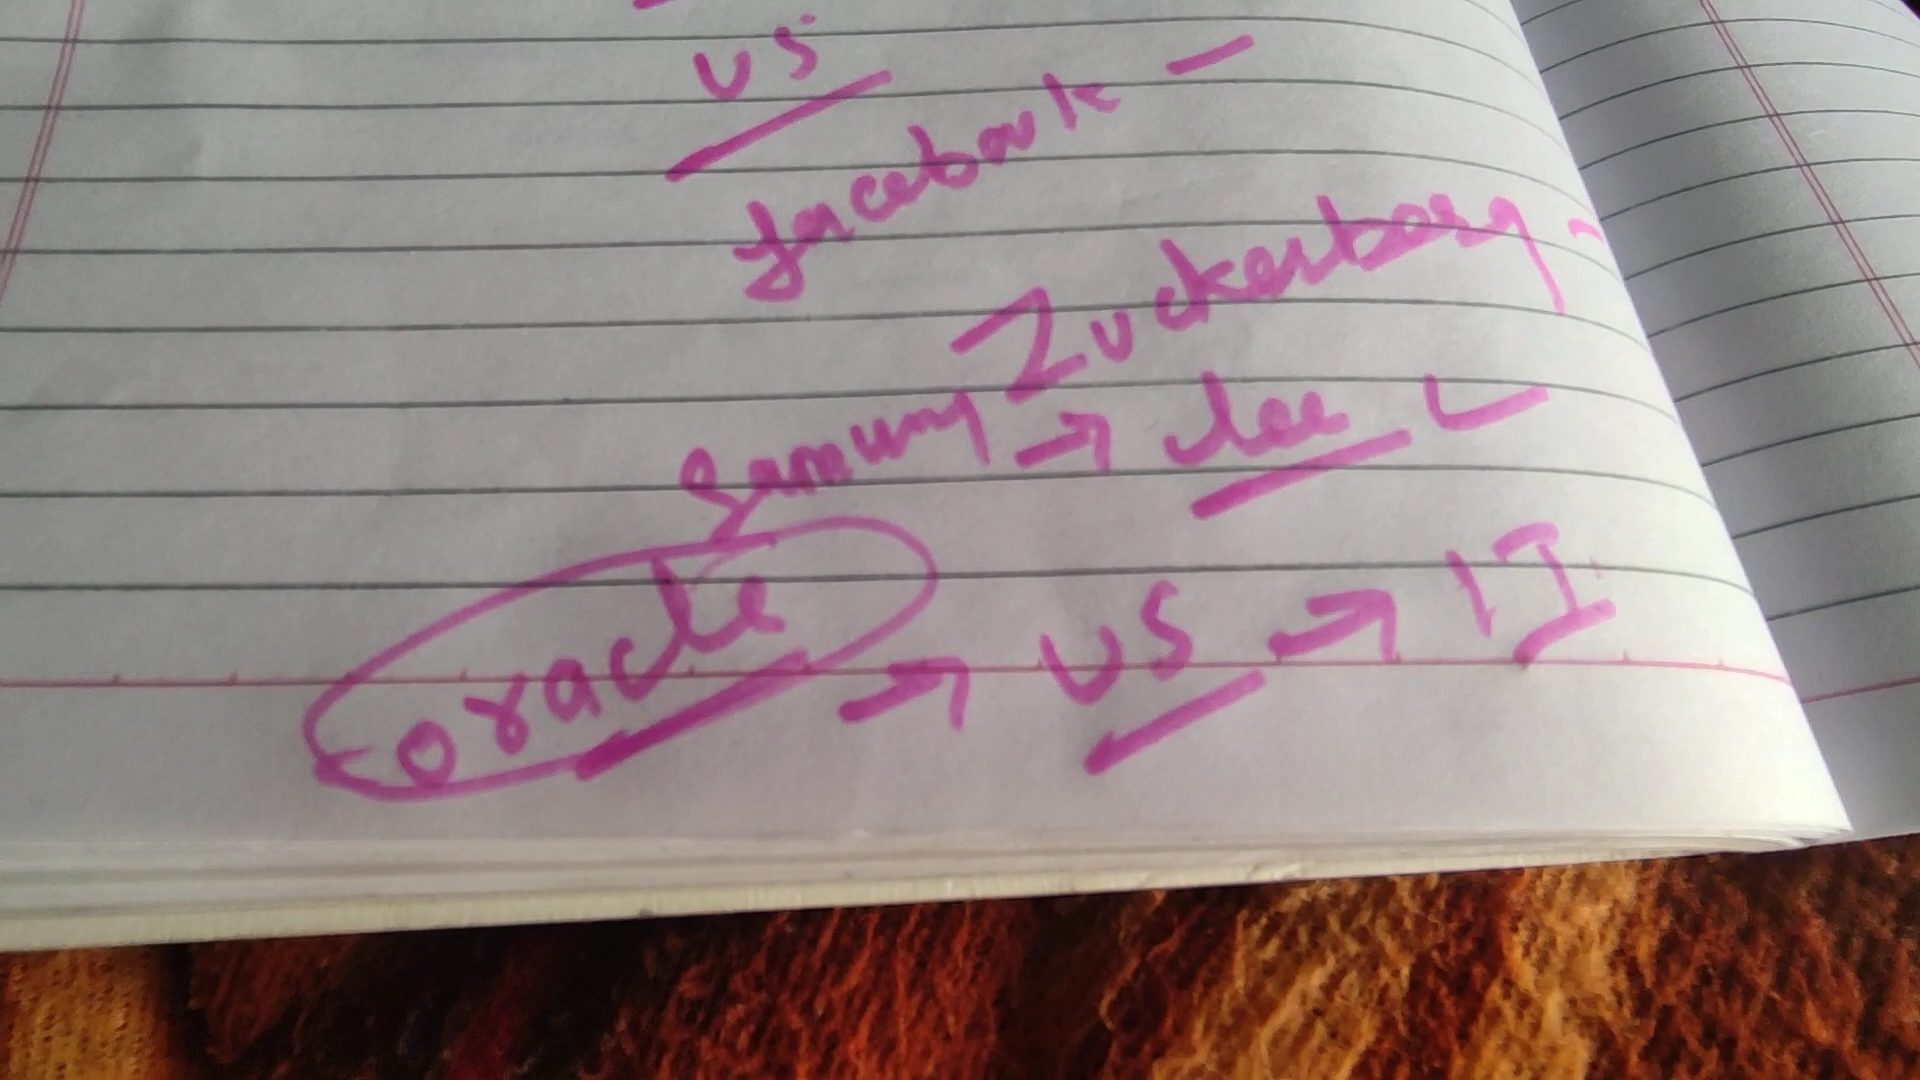 US
facebook -
Zuckerberg -
Samsung → Lee
Oracle → US → IT